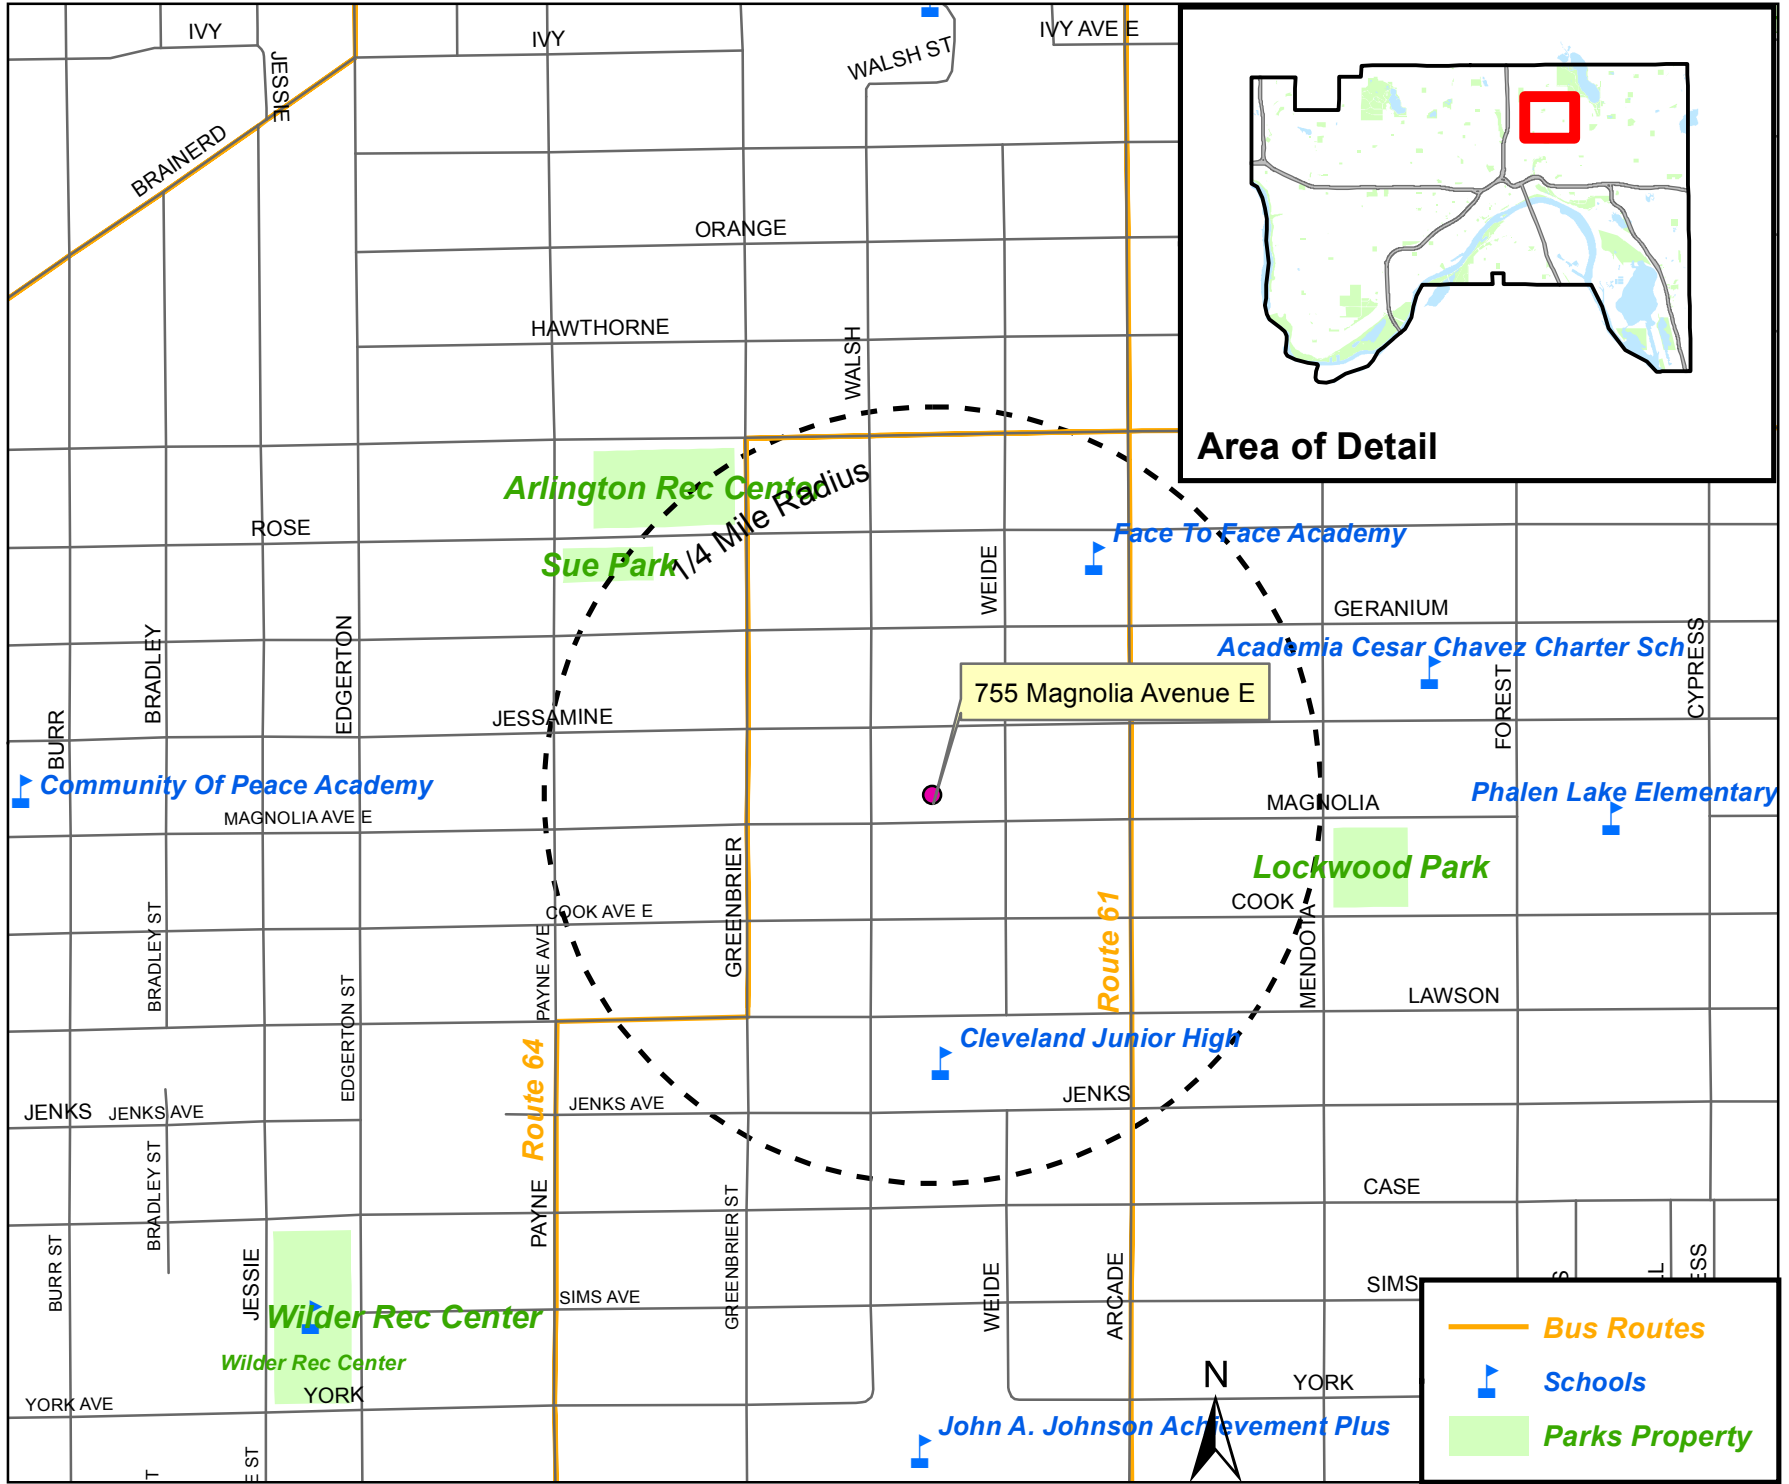 IVY
IVY
IVY AVE E
WALSH ST
JESSIE
BRAINERD
ORANGE
HAWTHORNE
WALSH
Area of Detail
Arlington Rec Center
1/4 Mile Radius
ROSE
Face To Face Academy
Sue Park
WEIDE
GERANIUM
Academia Cesar Chavez Charter Sch
BRADLEY
EDGERTON
CYPRESS
FOREST
755 Magnolia Avenue E
BURR
JESSAMINE
Community Of Peace Academy
MAGNOLIA AVE E
MAGNOLIA
Phalen Lake Elementary
GREENBRIER
Lockwood Park
COOK AVE E
COOK
BRADLEY ST
PAYNE AVE
Route 61
MENDOTA
LAWSON
EDGERTON ST
Route 64
Cleveland Junior High
JENKS
JENKS AVE
JENKS AVE
JENKS
BRADLEY ST
PAYNE
GREENBRIER ST
CASE
BURR ST
JESSIE
WEIDE
ARCADE
SIMS AVE
SIMS
S
LL
ESS
Wilder Rec Center
Wilder Rec Center
YORK AVE
YORK
N
YORK
John A. Johnson Achievement Plus
T
E ST
Bus Routes
Schools
Parks Property